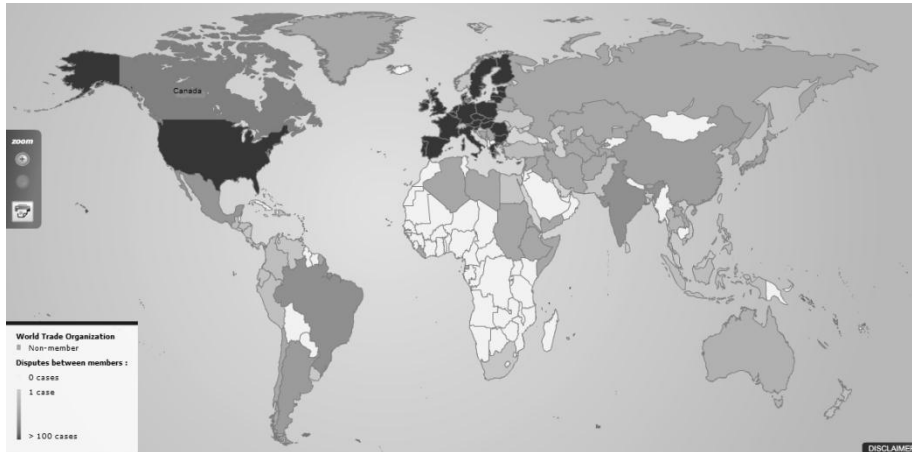 Canada
zoom
World Trade Organization
Non-member
Disputes between members :
0 cases
1 case
> 100 cases
DISCLAIMER